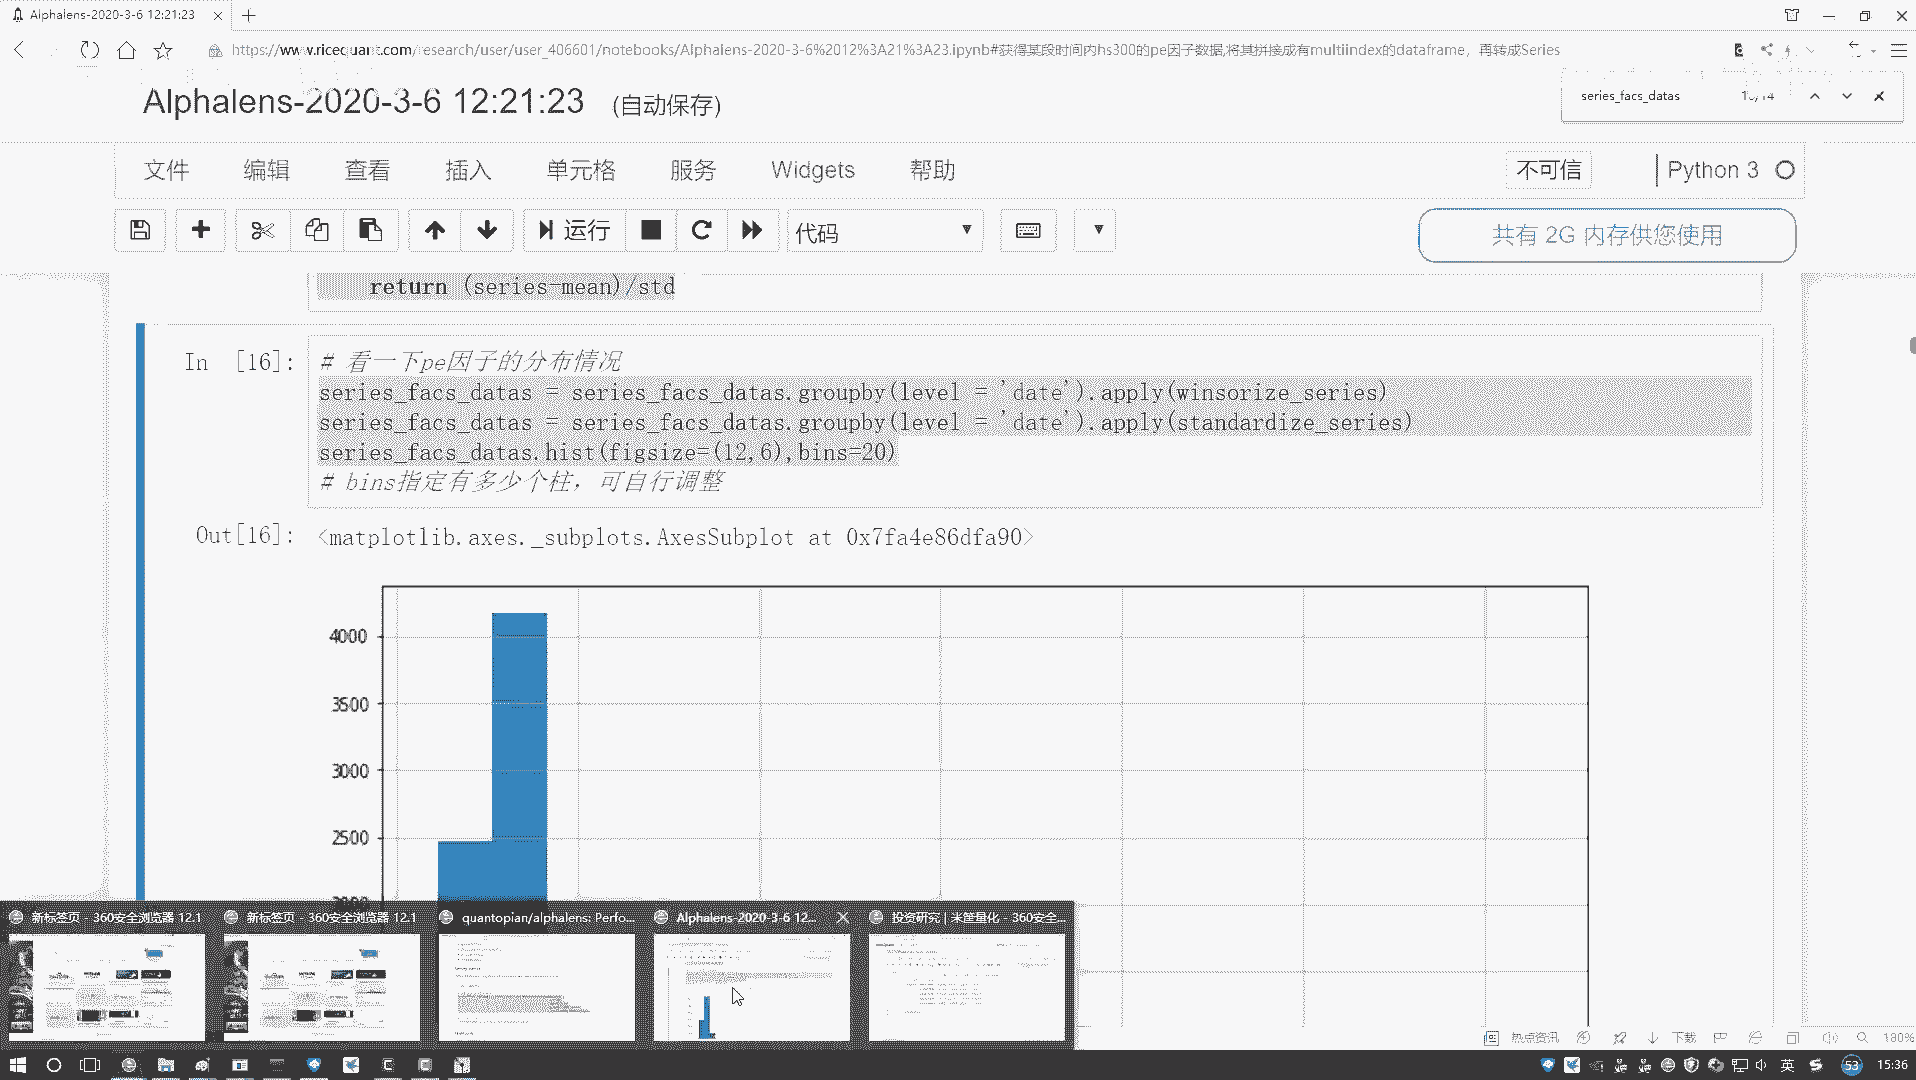 Alphalens-2020-3-6 12:21:23
https://www.ricequant.com/research/user/user_406601/notebooks/Alphalens-2020-3-6%2012%3A21%3A23.ipynb#获得某段时间内hs300的pe因子数据,将其拼接成有multiindex的dataframe，再转成Series
Alphalens-2020-3-6 12:21:23 (自动保存)
series_facs_datas
文件 编辑 查看 插入 单元格 服务 Widgets 帮助 不可信 Python 3
运行 代码 共有 2G 内存供您使用
return (series-mean)/std
In [16]:
# 看一下pe因子的分布情况
series_facs_datas = series_facs_datas.groupby(level = 'date').apply(winsorize_series)
series_facs_datas = series_facs_datas.groupby(level = 'date').apply(standardize_series)
series_facs_datas.hist(figsize=(12,6),bins=20)
# bins指定有多少个柱，可自行调整
Out[16]: <matplotlib.axes._subplots.AxesSubplot at 0x7fa4e86dfa90>
4000
3500
3000
2500
新标签页 - 360安全浏览器 12.1
新标签页 - 360安全浏览器 12.1
quantopian/alphalens: Perfo...
Alphalens-2020-3-6 12...
投资研究 | 米筐量化 - 360安全...
热点资讯 下载 180%
英 53 15:36